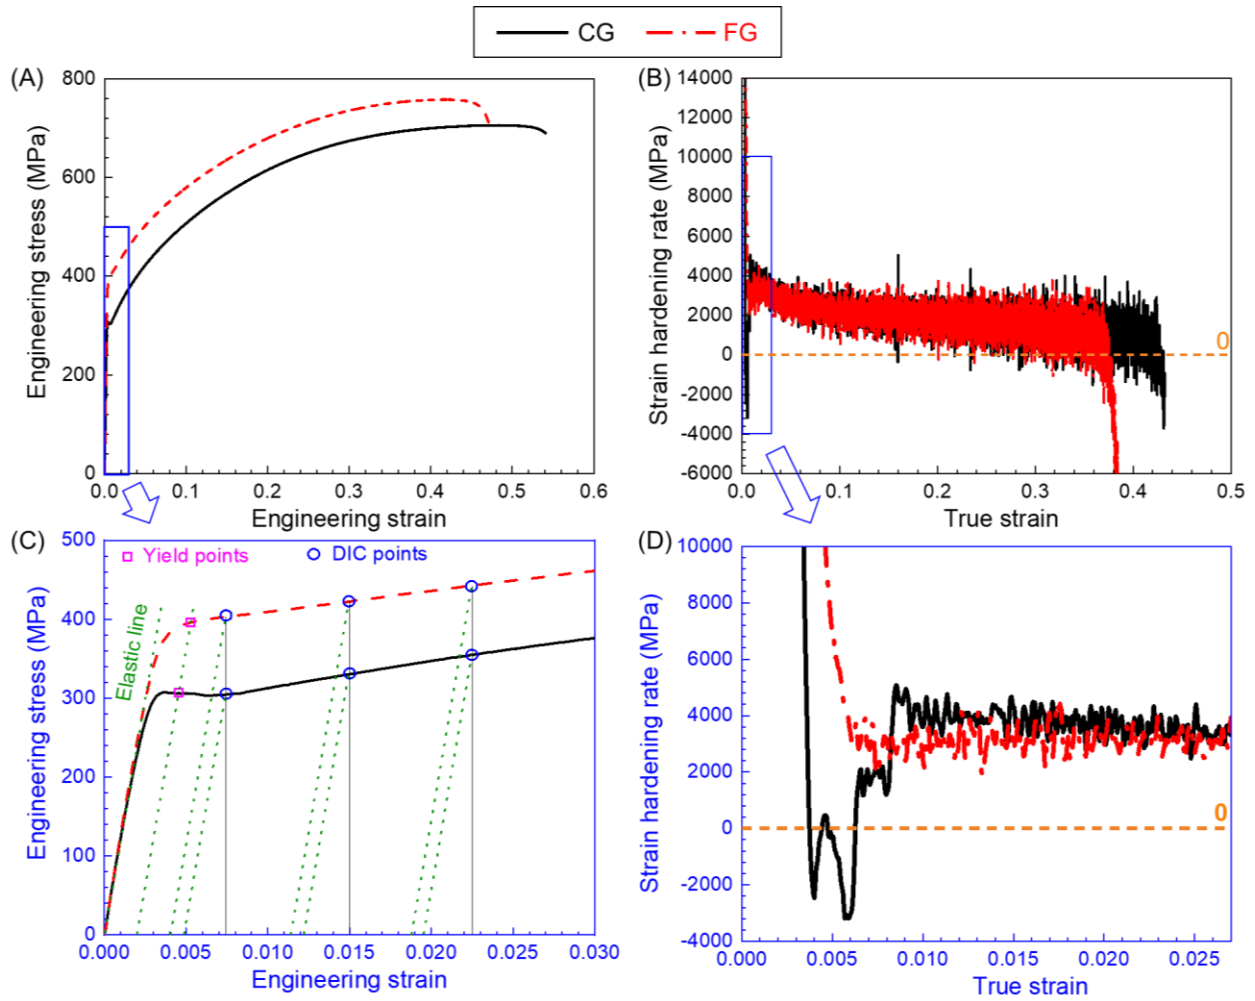 CG FG
(A)
800
600
400
200
0
Engineering stress (MPa)
0.0 0.1 0.2 0.3 0.4 0.5 0.6
Engineering strain
(B)
14000
12000
10000
8000
6000
4000
2000
0
-2000
-4000
-6000
Strain hardening rate (MPa)
0
0.0 0.1 0.2 0.3 0.4 0.5
True strain
(C)
500
400
300
200
100
0
Engineering stress (MPa)
Yield points DIC points
Elastic line
0.000 0.005 0.010 0.015 0.020 0.025 0.030
Engineering strain
(D)
10000
8000
6000
4000
2000
0
-2000
-4000
Strain hardening rate (MPa)
0
0.000 0.005 0.010 0.015 0.020 0.025
True strain